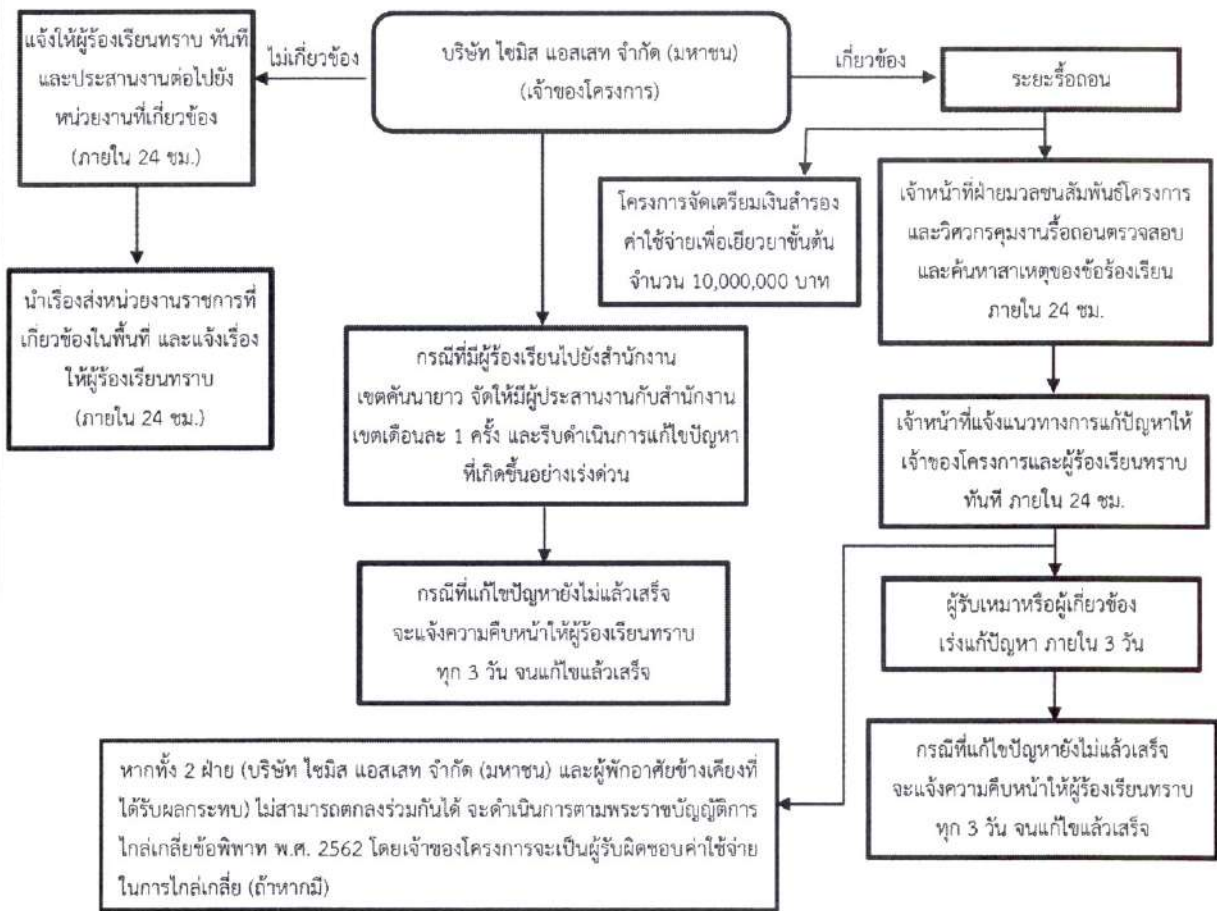 แจ้งให้ผู้ร้องเรียนทราบ ทันที
และประสานงานต่อไปยัง
หน่วยงานที่เกี่ยวข้อง
(ภายใน 24 ชม.)
ไม่เกี่ยวข้อง
บริษัท ไซมิส แอสเสท จำกัด (มหาชน)
(เจ้าของโครงการ)
เกี่ยวข้อง
ระยะรื้อถอน
โครงการจัดเตรียมเงินสำรอง
ค่าใช้จ่ายเพื่อเยียวยาขั้นต้น
จำนวน 10,000,000 บาท
เจ้าหน้าที่ฝ่ายมวลชนสัมพันธ์โครงการ
และวิศวกรคุมงานรื้อถอนตรวจสอบ
และค้นหาสาเหตุของข้อร้องเรียน
ภายใน 24 ชม.
นำเรื่องส่งหน่วยงานราชการที่
เกี่ยวข้องในพื้นที่ และแจ้งเรื่อง
ให้ผู้ร้องเรียนทราบ
(ภายใน 24 ชม.)
กรณีที่มีผู้ร้องเรียนไปยังสำนักงาน
เขตคันนายาว จัดให้มีผู้ประสานงานกับสำนักงาน
เขตเดือนละ 1 ครั้ง และรีบดำเนินการแก้ไขปัญหา
ที่เกิดขึ้นอย่างเร่งด่วน
เจ้าหน้าที่แจ้งแนวทางการแก้ปัญหาให้
เจ้าของโครงการและผู้ร้องเรียนทราบ
ทันที ภายใน 24 ชม.
กรณีที่แก้ไขปัญหายังไม่แล้วเสร็จ
จะแจ้งความคืบหน้าให้ผู้ร้องเรียนทราบ
ทุก 3 วัน จนแก้ไขแล้วเสร็จ
ผู้รับเหมาหรือผู้เกี่ยวข้อง
เร่งแก้ปัญหา ภายใน 3 วัน
กรณีที่แก้ไขปัญหายังไม่แล้วเสร็จ
จะแจ้งความคืบหน้าให้ผู้ร้องเรียนทราบ
ทุก 3 วัน จนแก้ไขแล้วเสร็จ
หากทั้ง 2 ฝ่าย (บริษัท ไซมิส แอสเสท จำกัด (มหาชน) และผู้พักอาศัยข้างเคียงที่
ได้รับผลกระทบ) ไม่สามารถตกลงร่วมกันได้ จะดำเนินการตามพระราชบัญญัติการ
ไกล่เกลี่ยข้อพิพาท พ.ศ. 2562 โดยเจ้าของโครงการจะเป็นผู้รับผิดชอบค่าใช้จ่าย
ในการไกล่เกลี่ย (ถ้าหากมี)